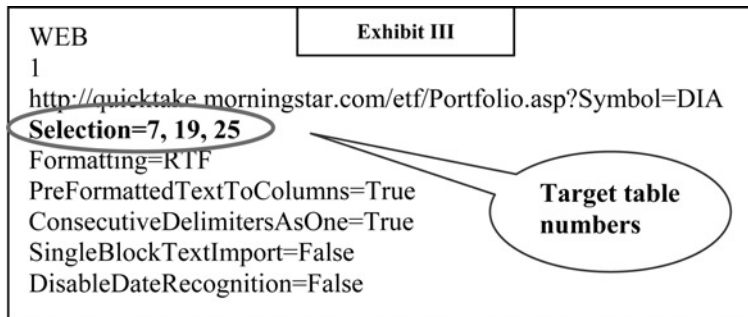 Exhibit III
WEB
1
http://quicktake.morningstar.com/etf/Portfolio.asp?Symbol=DIA
Selection=7, 19, 25
Formatting=RTF
PreFormattedTextToColumns=True
ConsecutiveDelimitersAsOne=True
SingleBlockTextImport=False
DisableDateRecognition=False
Target table
numbers